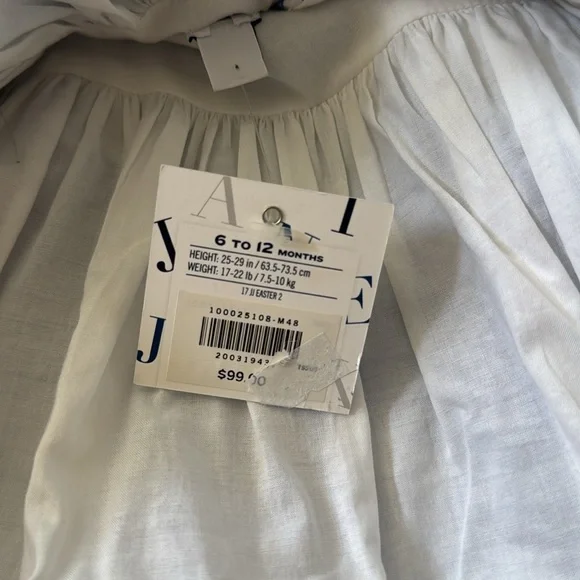 A I
A
6 TO 12 MONTHS
HEIGHT: 25-29 in / 63.5-73.5 cm
WEIGHT: 17-22 lb / 7.5-10 kg
17 JJ EASTER 2
Y E
100025108-M48
J
2003194
$99.00